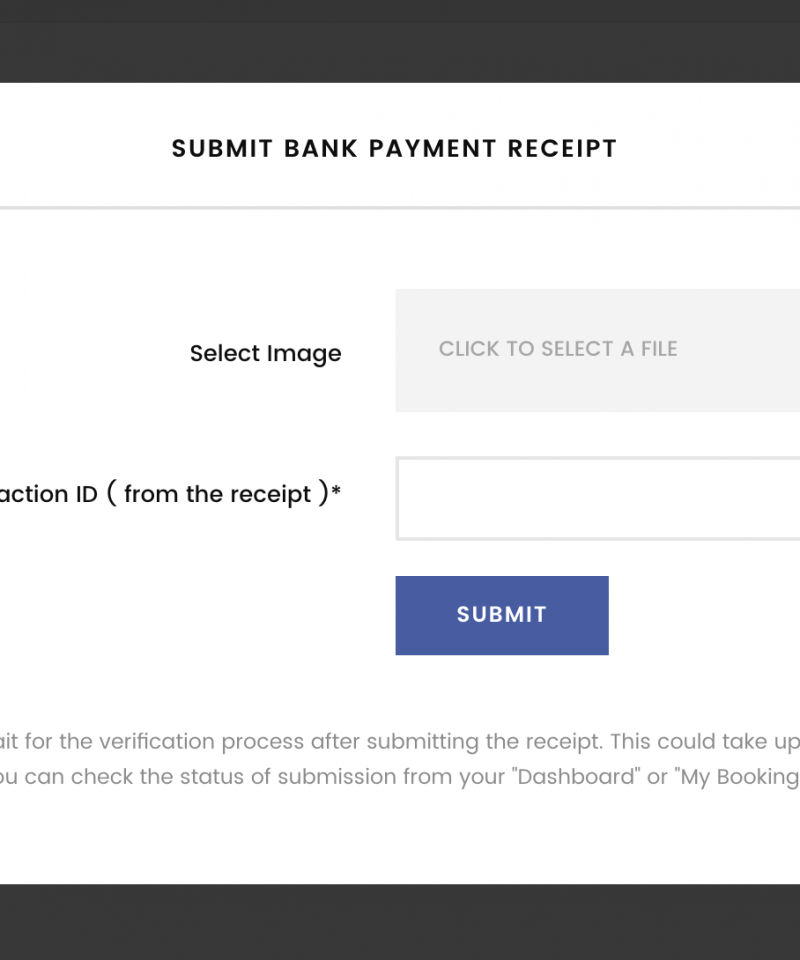 SUBMIT BANK PAYMENT RECEIPT
Select Image
CLICK TO SELECT A FILE
action ID ( from the receipt )*
SUBMIT
ait for the verification process after submitting the receipt. This could take up
ou can check the status of submission from your "Dashboard" or "My Booking